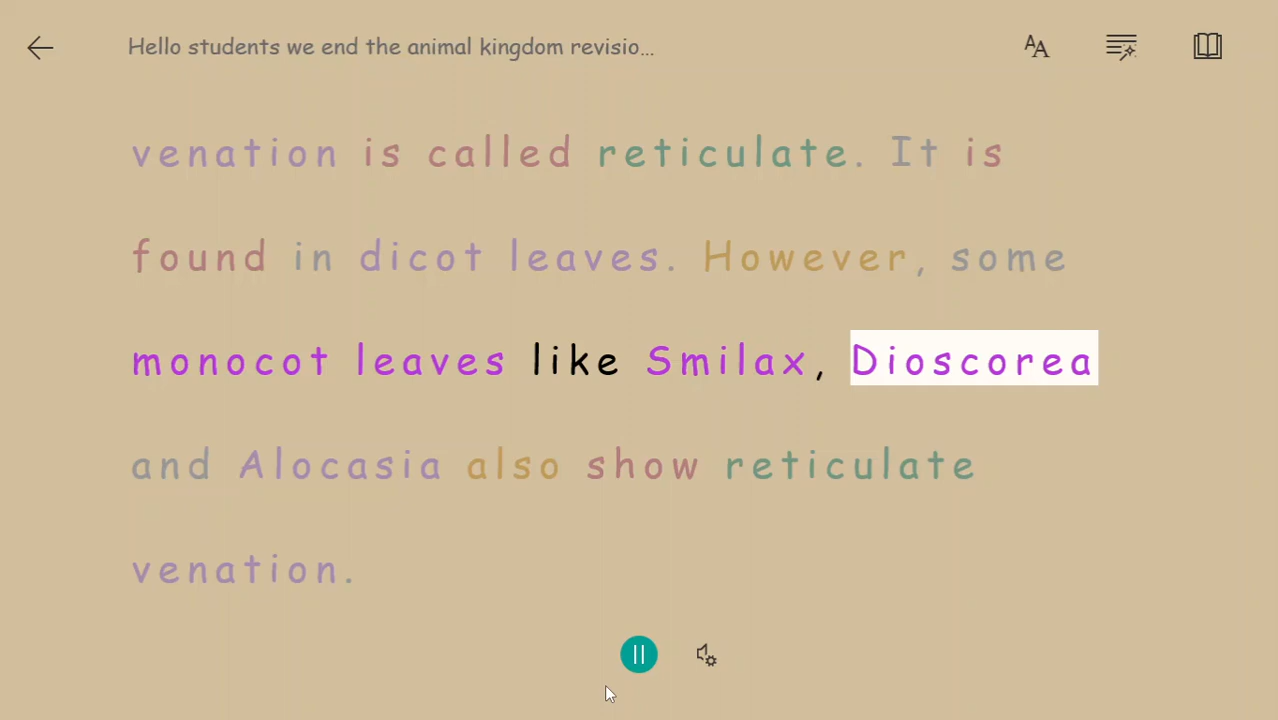 Hello students we end the animal kingdom revisio...
venation is called reticulate. It is
found in dicot leaves. However, some
monocot leaves like Smilax, Dioscorea
and Alocasia also show reticulate
venation.